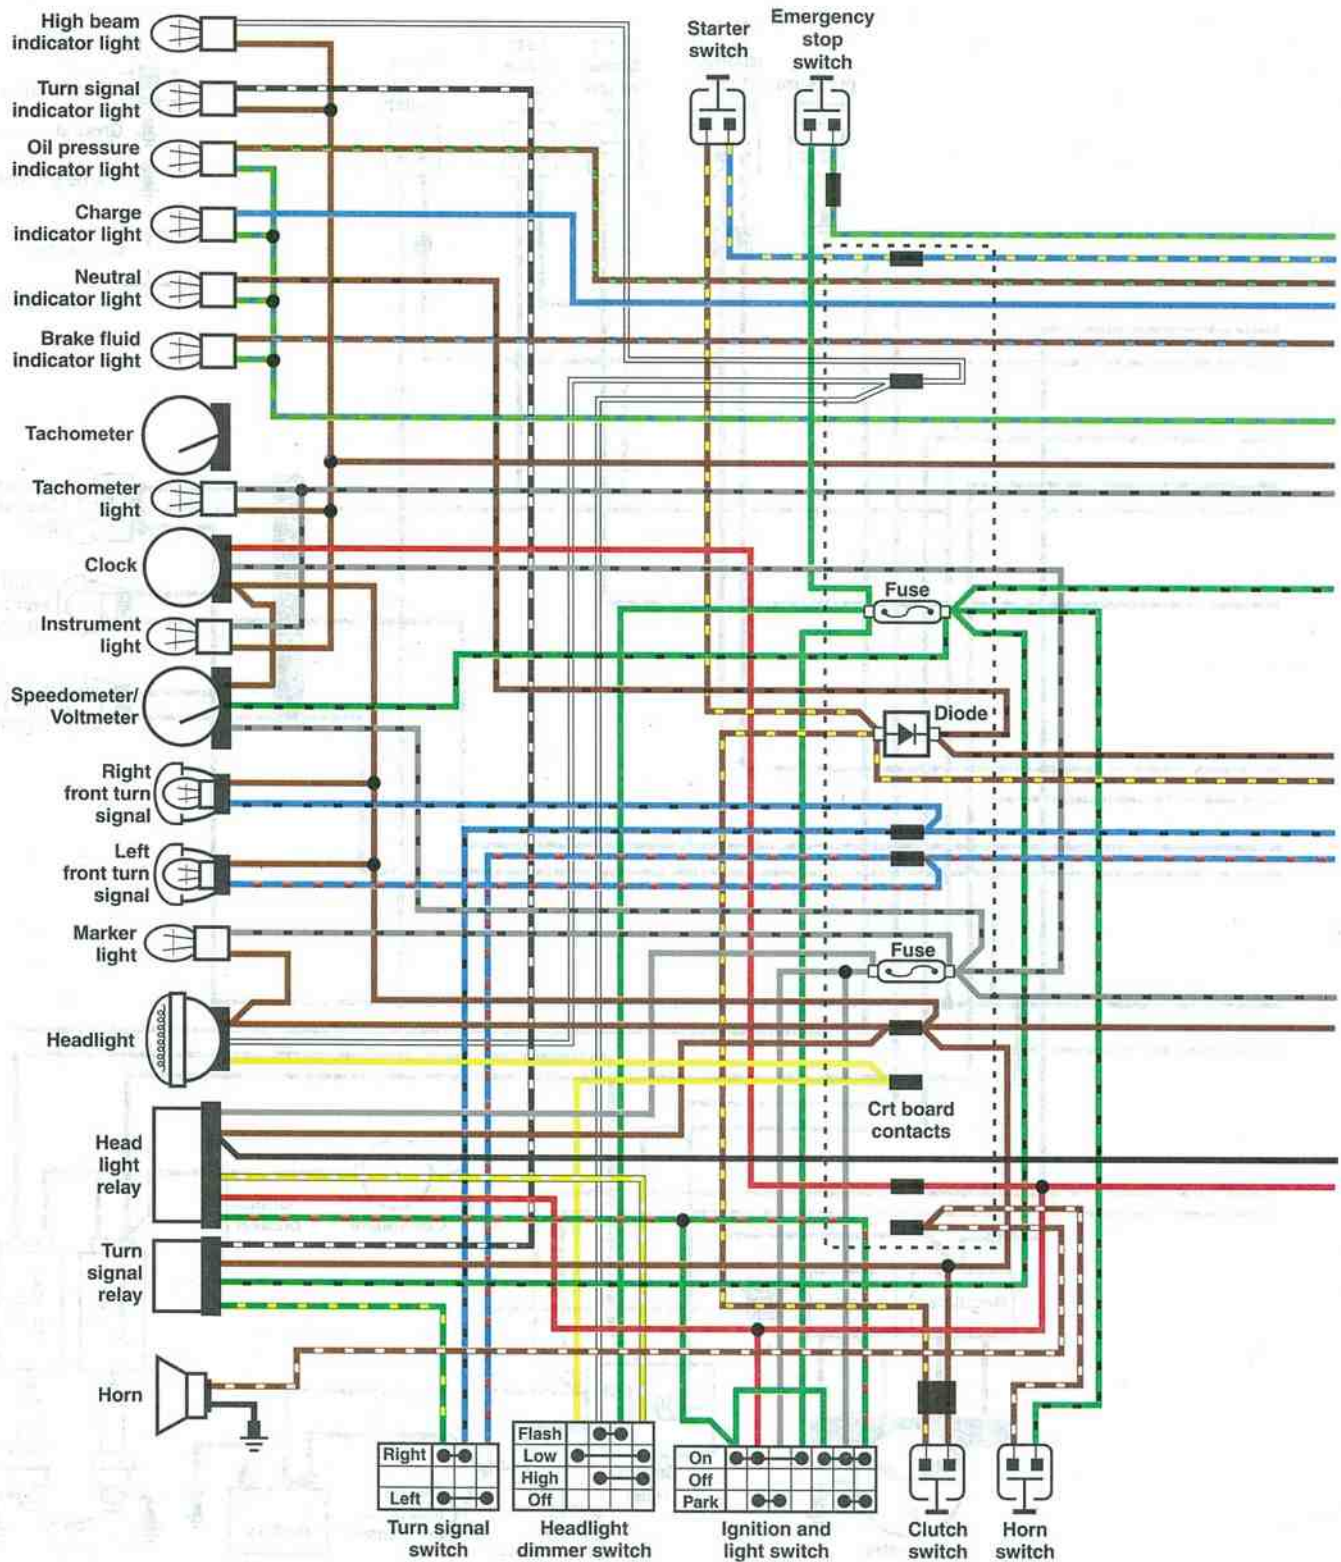 High beam
indicator light
Turn signal
indicator light
Oil pressure
indicator light
Charge
indicator light
Neutral
indicator light
Brake fluid
indicator light
Tachometer
Tachometer
light
Clock
Instrument
light
Speedometer/
Voltmeter
Right
front turn
signal
Left
front turn
signal
Marker
light
Headlight
Head
light
relay
Turn
signal
relay
Horn
Starter
switch
Emergency
stop
switch
Fuse
Diode
Fuse
Crt board
contacts
Right
Left
Turn signal
switch
Flash
Low
High
Off
Headlight
dimmer switch
On
Off
Park
Ignition and
light switch
Clutch
switch
Horn
switch